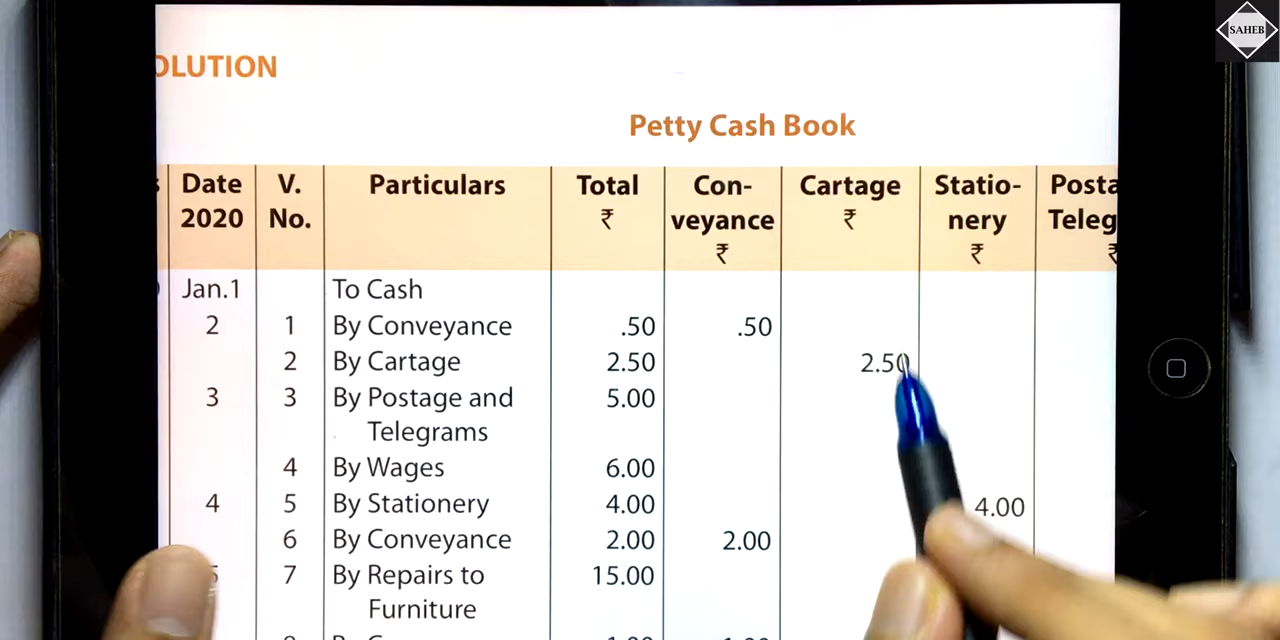 SAHEB
OLUTION
Petty Cash Book
Date V. Particulars Total Con- Cartage Statio- Posta
2020 No. ₹ veyance ₹ nery Teleg
₹ ₹ ₹
Jan.1 To Cash
2 1 By Conveyance .50 .50
2 By Cartage 2.50 2.50
3 3 By Postage and 5.00
Telegrams
4 By Wages 6.00
4 5 By Stationery 4.00 4.00
6 By Conveyance 2.00 2.00
7 By Repairs to 15.00
Furniture